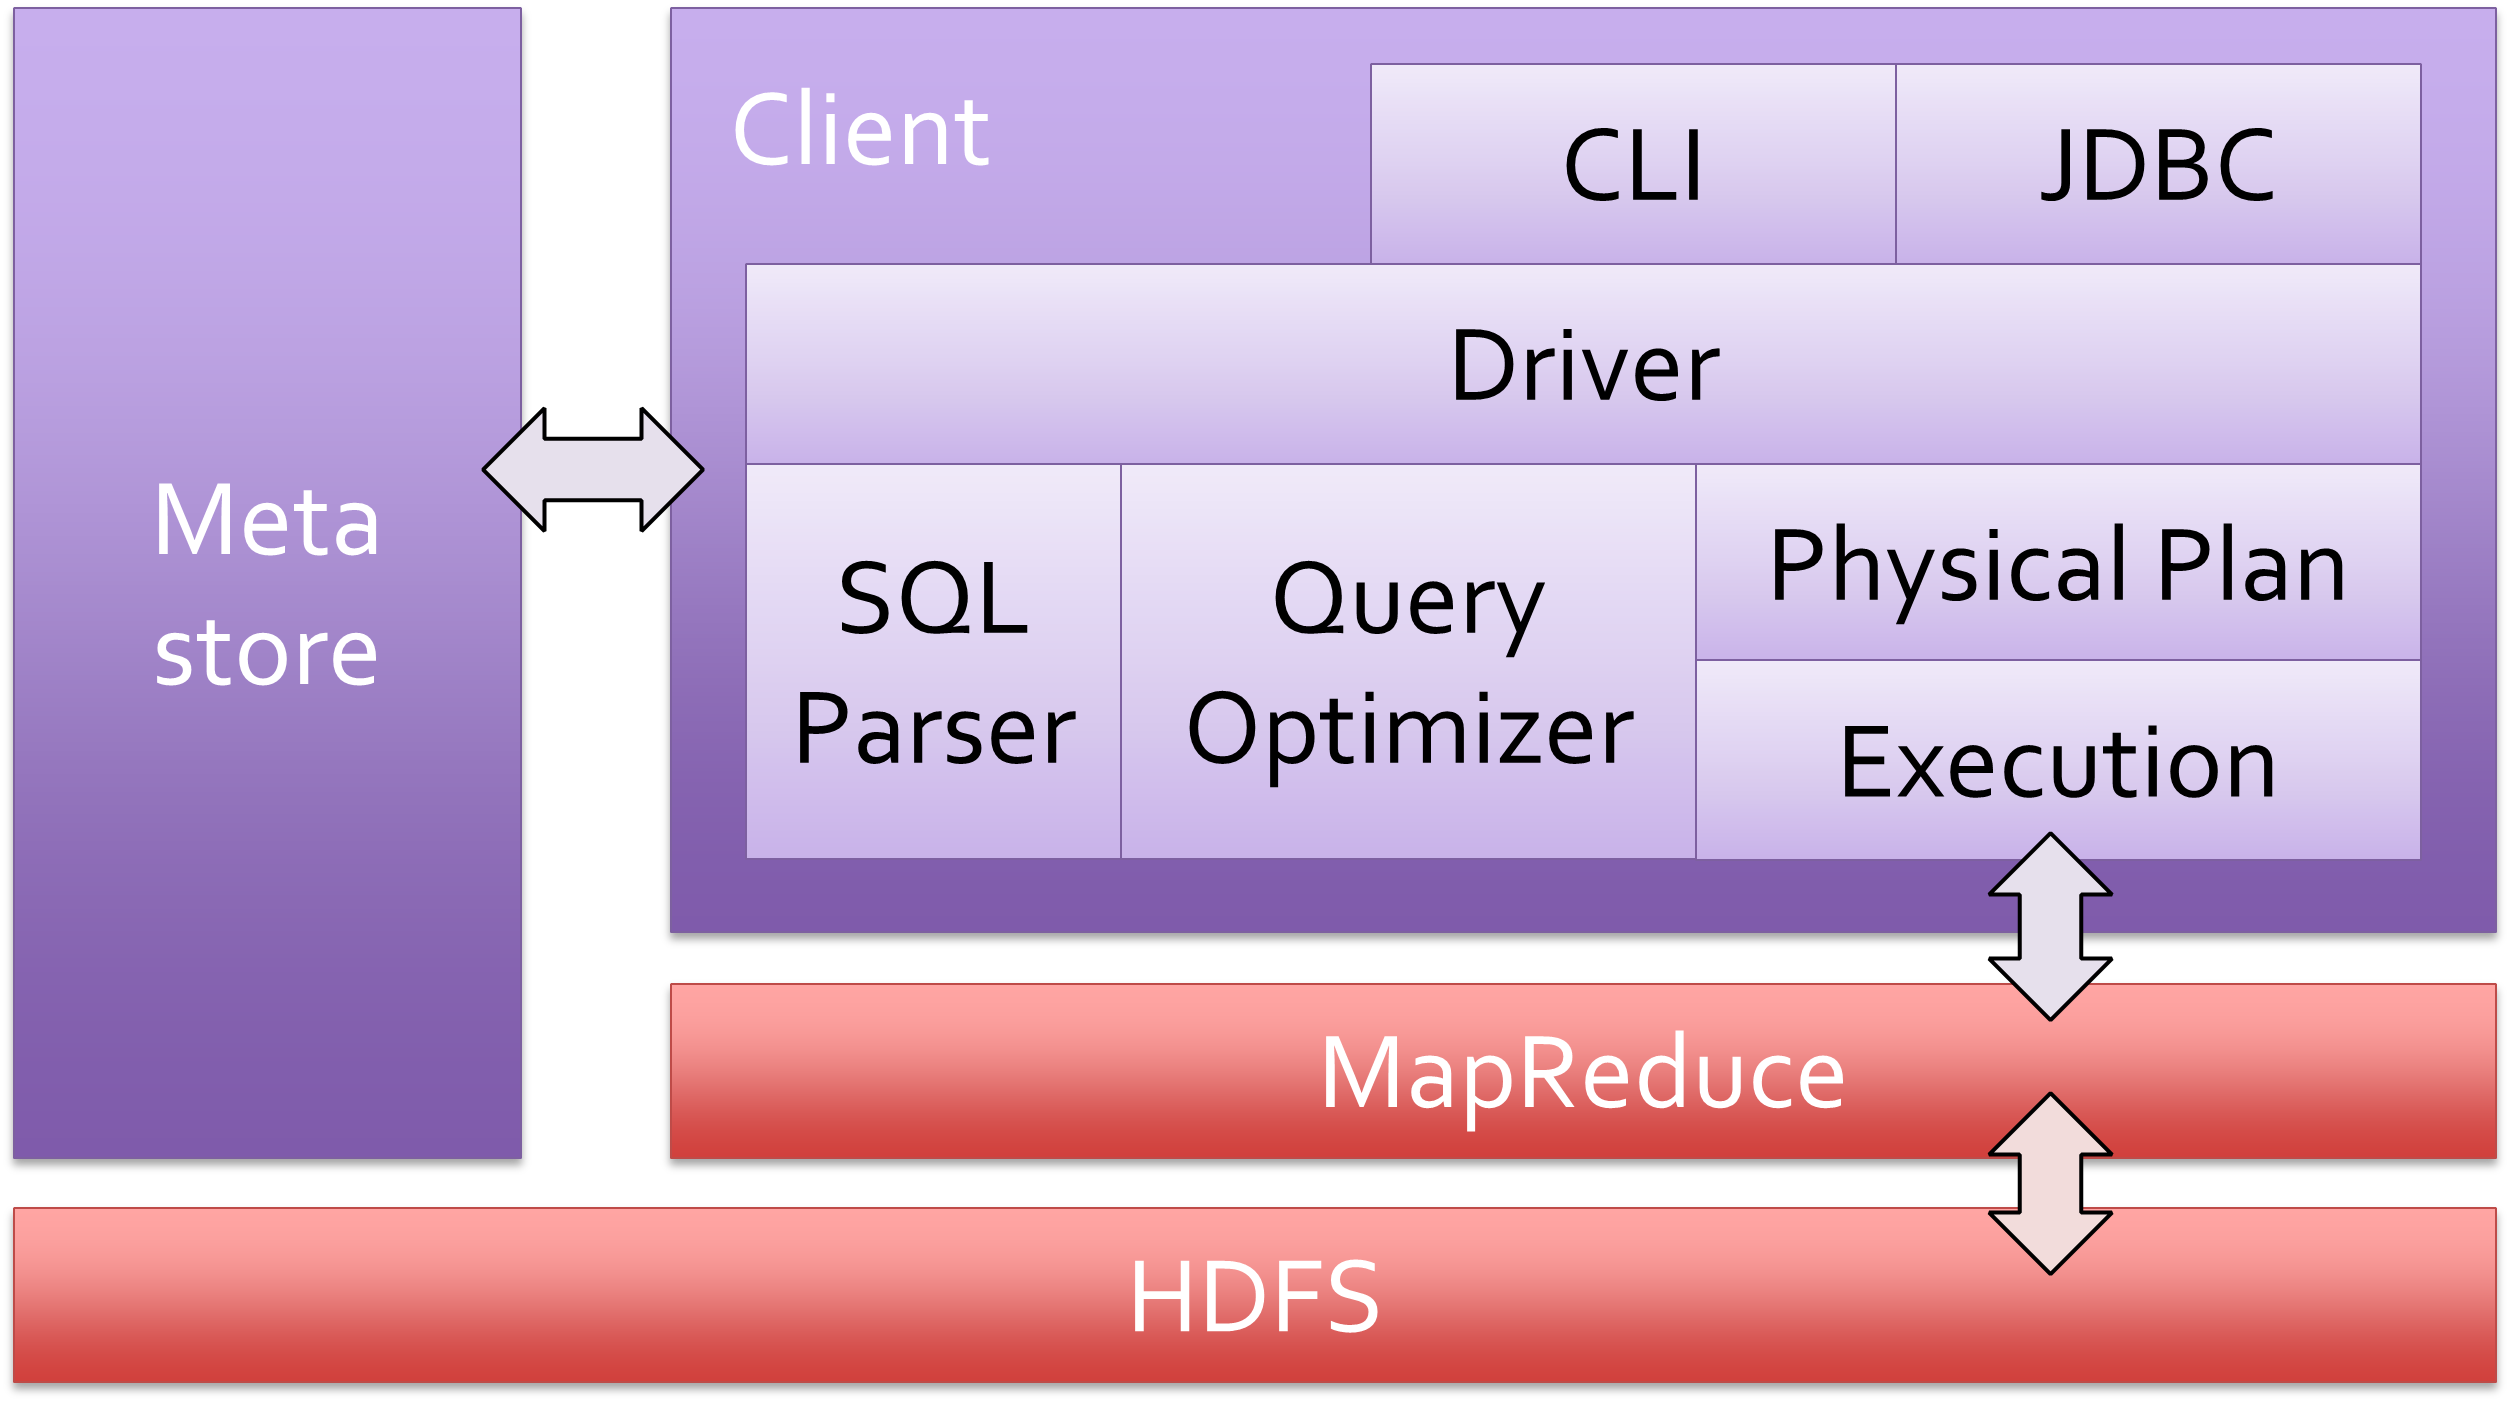 Meta
store
Client
CLI
JDBC
Driver
SQL
Parser
Query
Optimizer
Physical Plan
Execution
MapReduce
HDFS